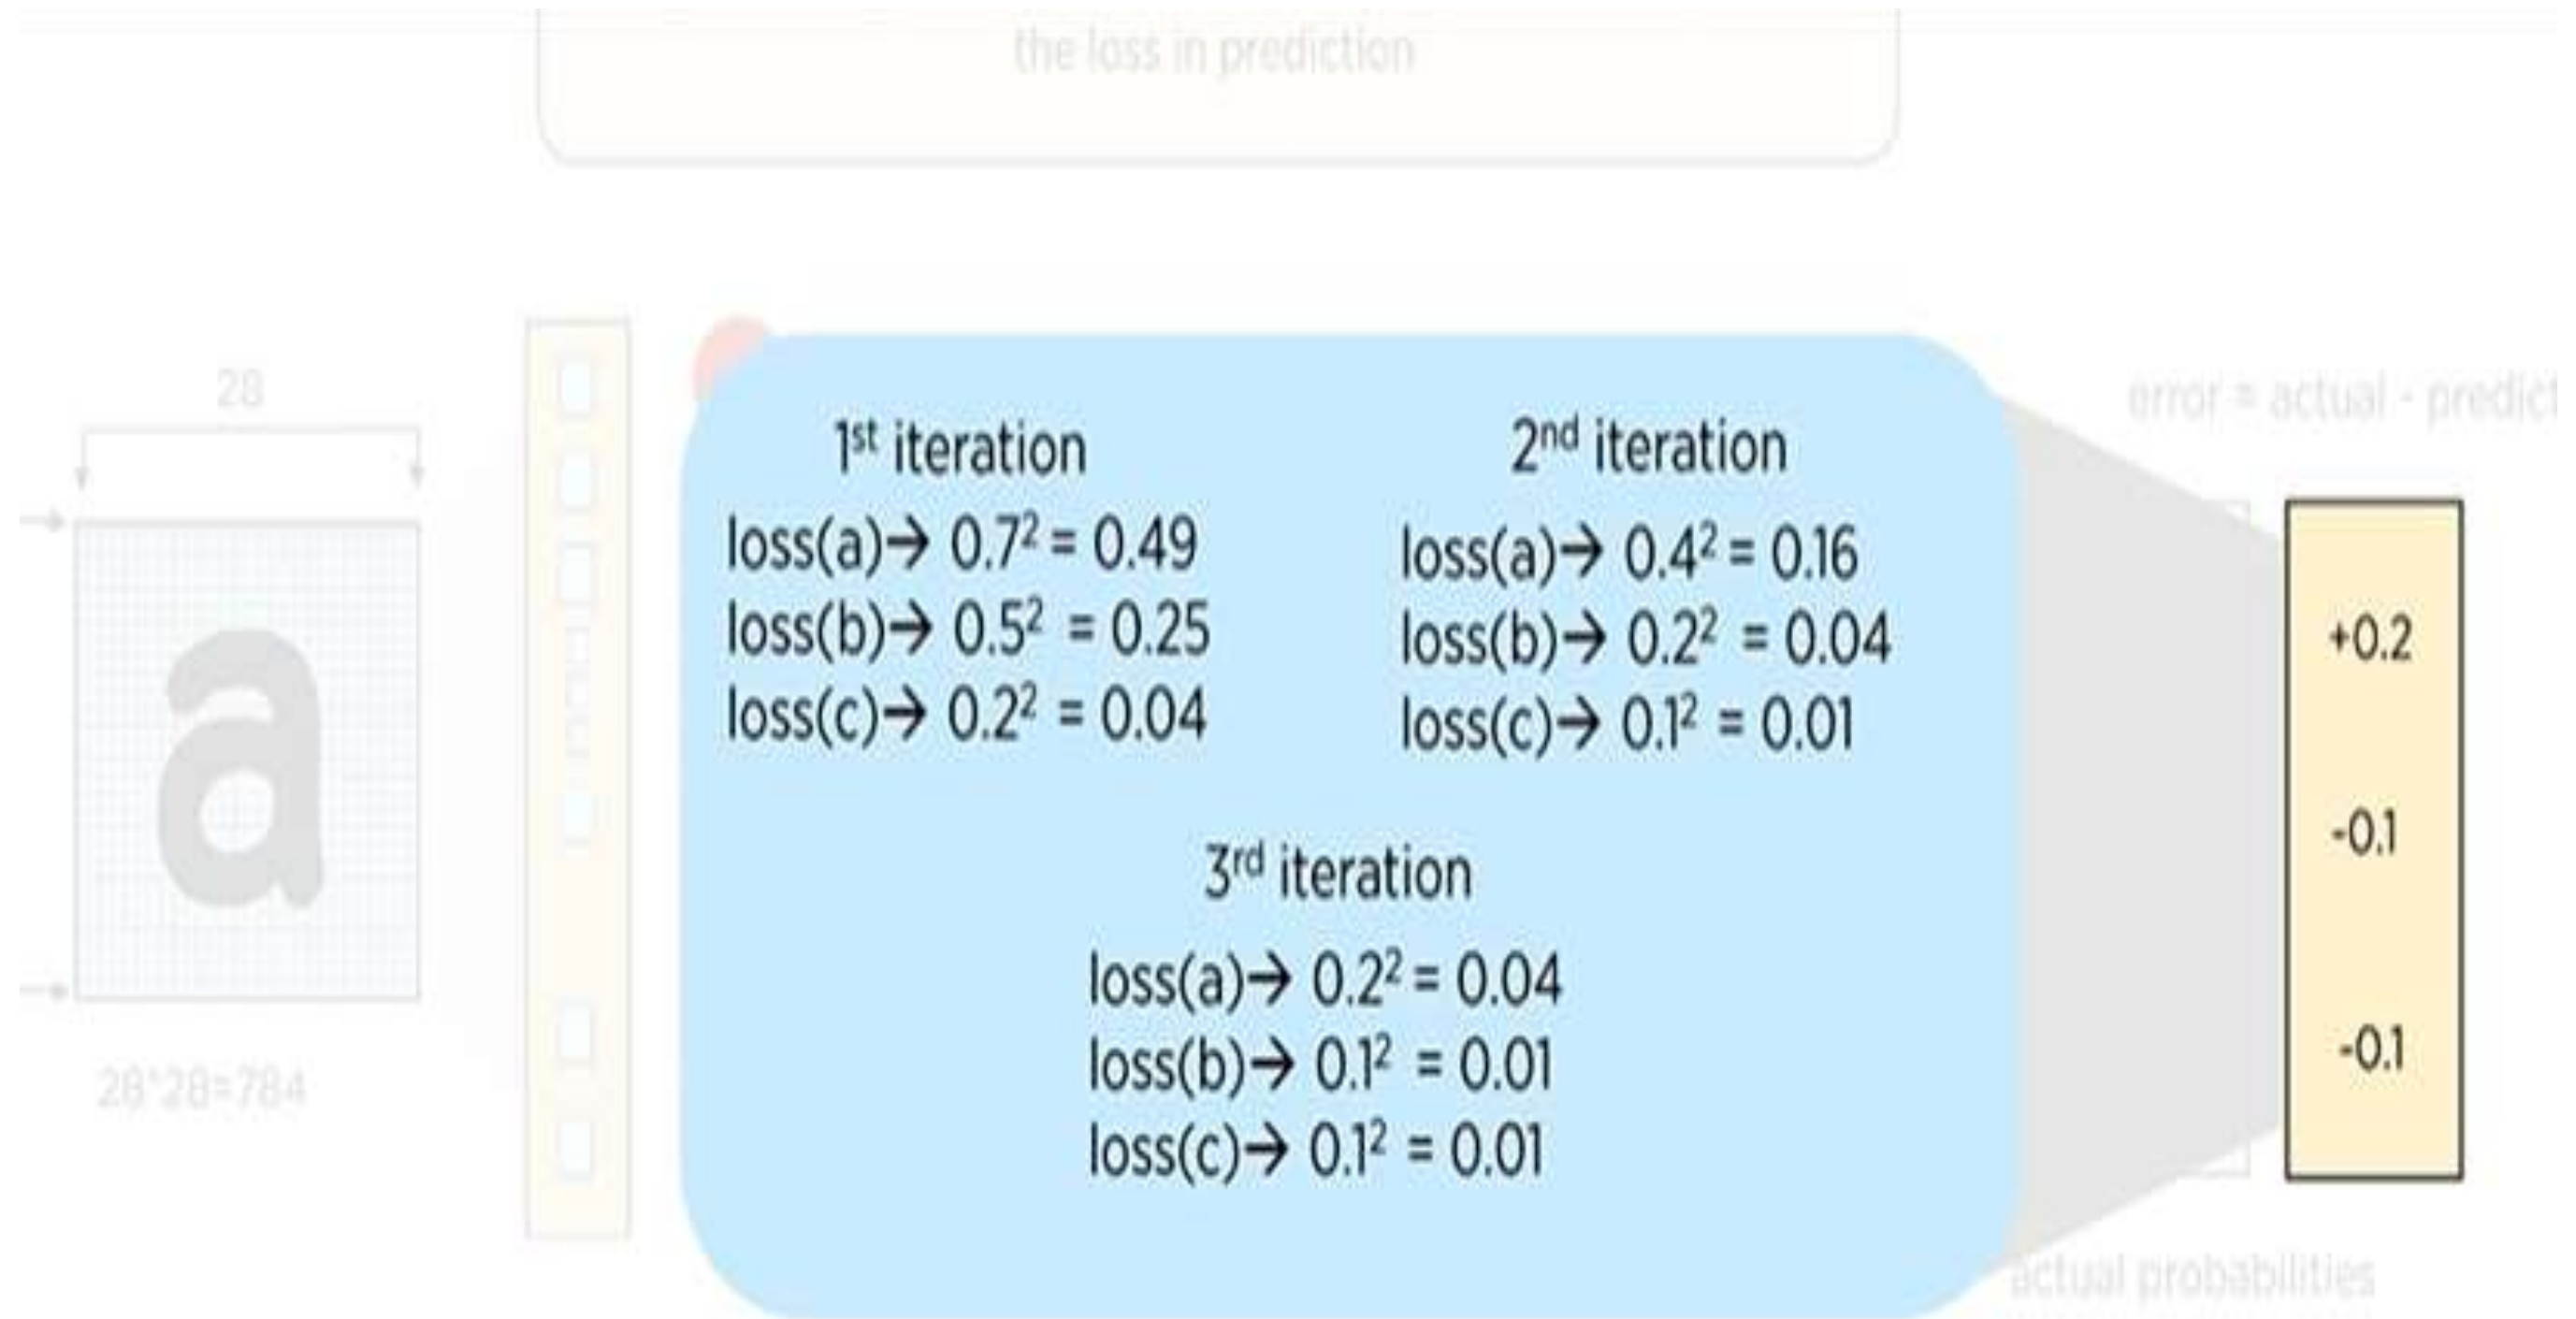 the loss in prediction
28
error = actual - predict
1st iteration
loss(a)→ 0.7² = 0.49
loss(b)→ 0.5² = 0.25
loss(c)→ 0.2² = 0.04
2nd iteration
loss(a)→ 0.4² = 0.16
loss(b)→ 0.2² = 0.04
loss(c)→ 0.1² = 0.01
3rd iteration
loss(a)→ 0.2² = 0.04
loss(b)→ 0.1² = 0.01
loss(c)→ 0.1² = 0.01
a
28*28=784
+0.2
-0.1
-0.1
actual probabilities